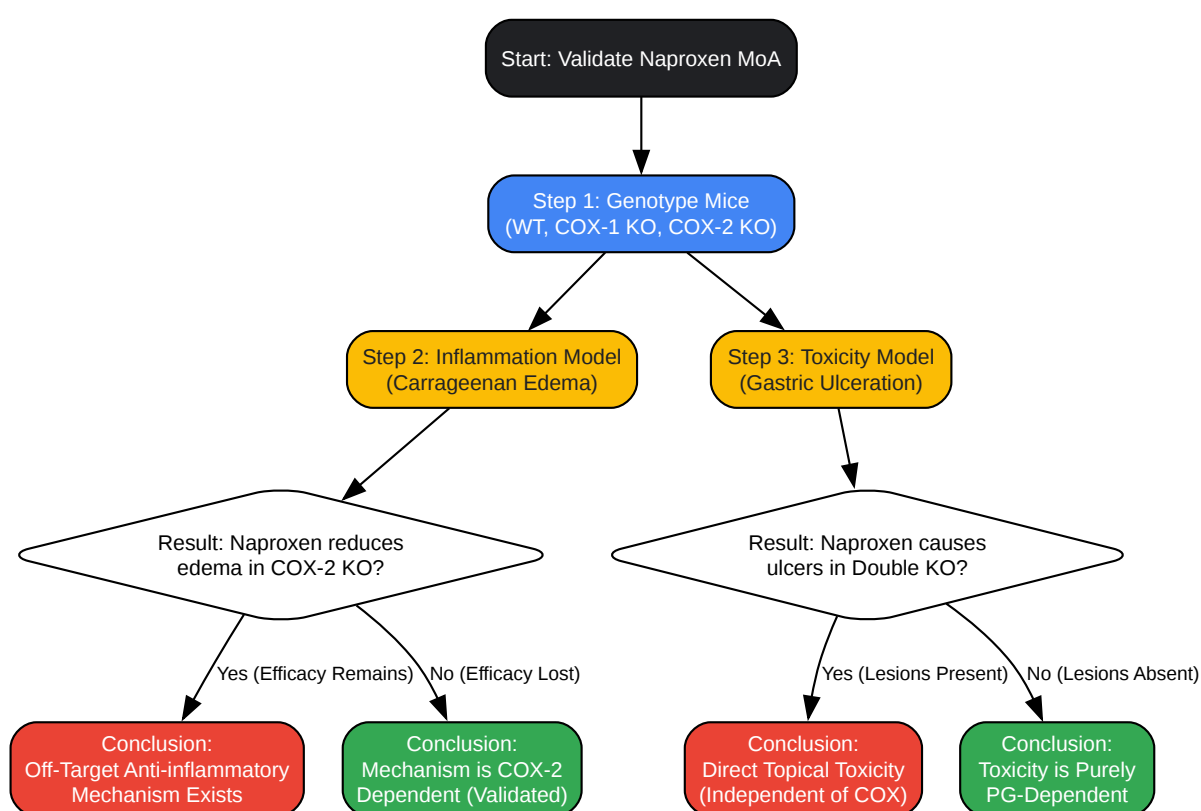 Start: Validate Naproxen MoA
Step 1: Genotype Mice
(WT, COX-1 KO, COX-2 KO)
Step 2: Inflammation Model
(Carrageenan Edema)
Step 3: Toxicity Model
(Gastric Ulceration)
Result: Naproxen reduces
edema in COX-2 KO?
Result: Naproxen causes
ulcers in Double KO?
Yes (Efficacy Remains)
No (Efficacy Lost)
Yes (Lesions Present)
No (Lesions Absent)
Conclusion:
Off-Target Anti-inflammatory
Mechanism Exists
Conclusion:
Mechanism is COX-2
Dependent (Validated)
Conclusion:
Direct Topical Toxicity
(Independent of COX)
Conclusion:
Toxicity is Purely
PG-Dependent